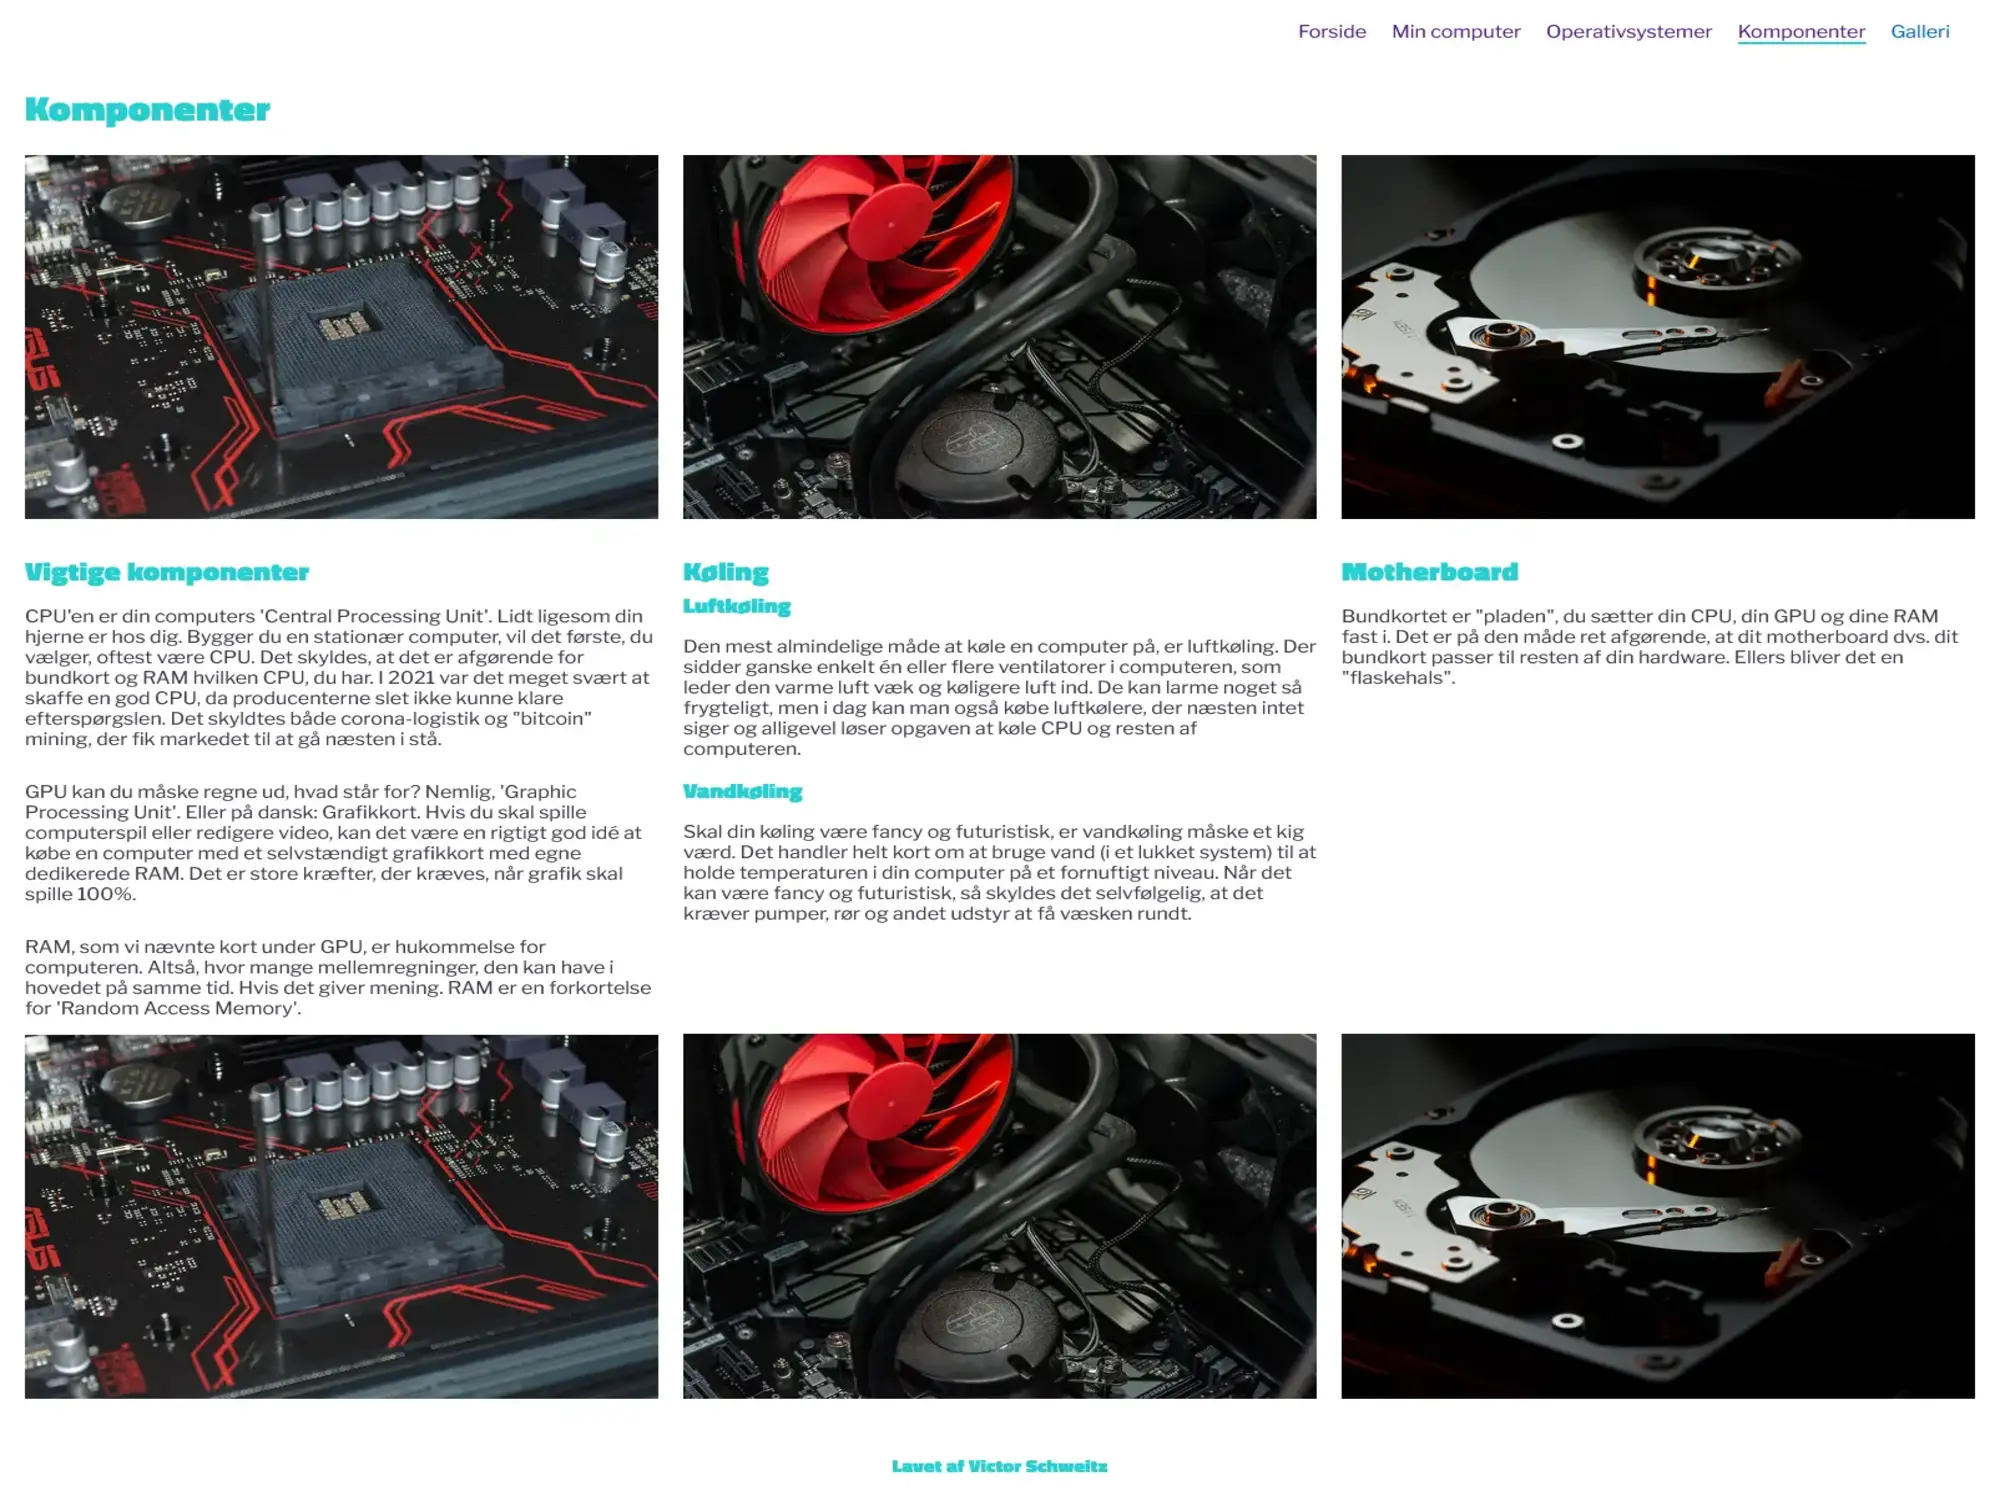 Forside Min computer Operativsystemer Komponenter Galleri
Komponenter
Vigtige komponenter
CPU'en er din computers 'Central Processing Unit'. Lidt ligesom din
hjerne er hos dig. Bygger du en stationær computer, vil det første, du
vælger, oftest være CPU. Det skyldes, at det er afgørende for
bundkort og RAM hvilken CPU, du har. I 2021 var det meget svært at
skaffe en god CPU, da producenterne slet ikke kunne klare
efterspørgslen. Det skyldtes både corona-logistik og "bitcoin"
mining, der fik markedet til at gå næsten i stå.
GPU kan du måske regne ud, hvad står for? Nemlig, 'Graphic
Processing Unit'. Eller på dansk: Grafikkort. Hvis du skal spille
computerspil eller redigere video, kan det være en rigtigt god idé at
købe en computer med et selvstændigt grafikkort med egne
dedikerede RAM. Det er store kræfter, der kræves, når grafik skal
spille 100%.
RAM, som vi nævnte kort under GPU, er hukommelse for
computeren. Altså, hvor mange mellemregninger, den kan have i
hovedet på samme tid. Hvis det giver mening. RAM er en forkortelse
for 'Random Access Memory'.
Køling
Luftkøling
Den mest almindelige måde at køle en computer på, er luftkøling. Der
sidder ganske enkelt én eller flere ventilatorer i computeren, som
leder den varme luft væk og køligere luft ind. De kan larme noget så
frygteligt, men i dag kan man også købe luftkølere, der næsten intet
siger og alligevel løser opgaven at køle CPU og resten af
computeren.
Vandkøling
Skal din køling være fancy og futuristisk, er vandkøling måske et kig
værd. Det handler helt kort om at bruge vand (i et lukket system) til at
holde temperaturen i din computer på et fornuftigt niveau. Når det
kan være fancy og futuristisk, så skyldes det selvfølgelig, at det
kræver pumper, rør og andet udstyr at få væsken rundt.
Motherboard
Bundkortet er "pladen", du sætter din CPU, din GPU og dine RAM
fast i. Det er på den måde ret afgørende, at dit motherboard dvs. dit
bundkort passer til resten af din hardware. Ellers bliver det en
"flaskehals".
Lavet af Victor Schweitz